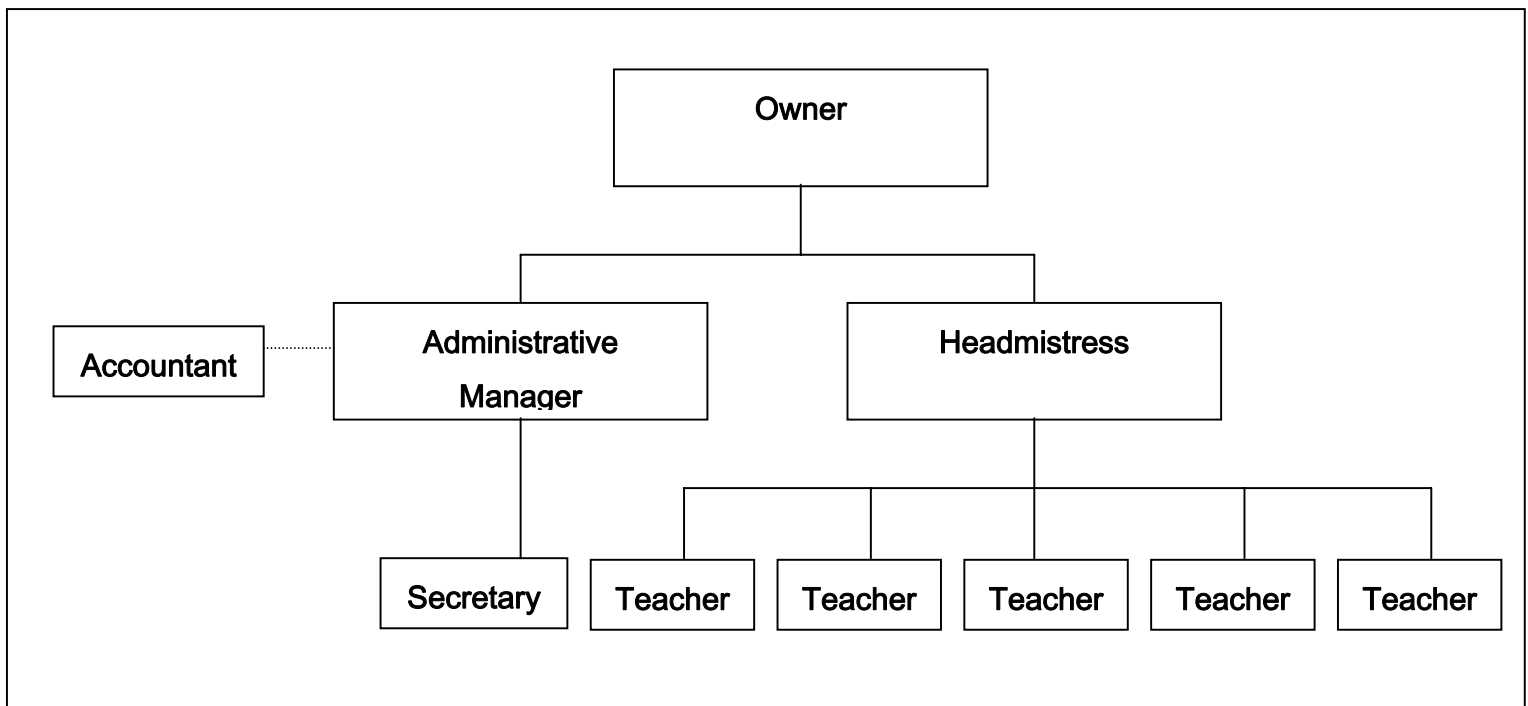 Owner
Administrative
Manager
Headmistress
Accountant
Secretary
Teacher
Teacher
Teacher
Teacher
Teacher